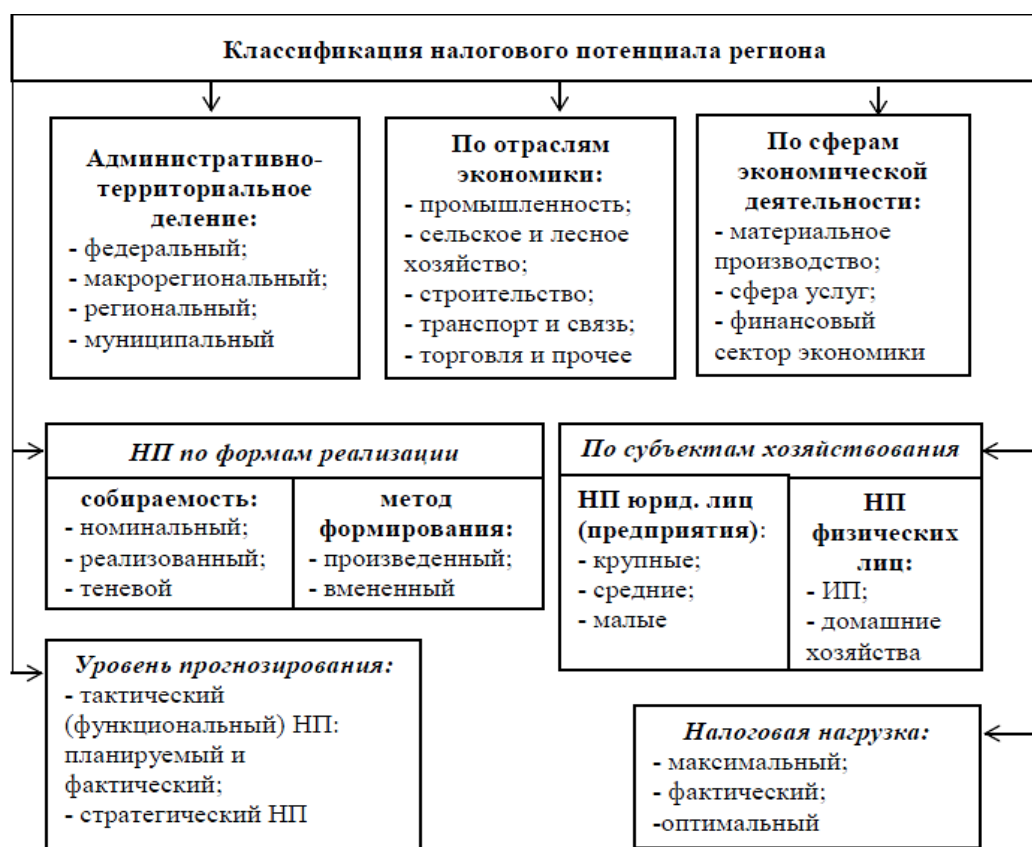 Классификация налогового потенциала региона
Административно-
территориальное
деление:
- федеральный;
- макрорегиональный;
- региональный;
- муниципальный
По отраслям
экономики:
- промышленность;
- сельское и лесное
хозяйство;
- строительство;
- транспорт и связь;
- торговля и прочее
По сферам
экономической
деятельности:
- материальное
производство;
- сфера услуг;
- финансовый
сектор экономики
НП по формам реализации
собираемость:
- номинальный;
- реализованный;
- теневой
метод
формирования:
- произведенный;
- вмененный
По субъектам хозяйствования
НП юрид. лиц
(предприятия):
- крупные;
- средние;
- малые
НП
физических
лиц:
- ИП;
- домашние
хозяйства
Уровень прогнозирования:
- тактический
(функциональный) НП:
планируемый и
фактический;
- стратегический НП
Налоговая нагрузка:
- максимальный;
- фактический;
-оптимальный